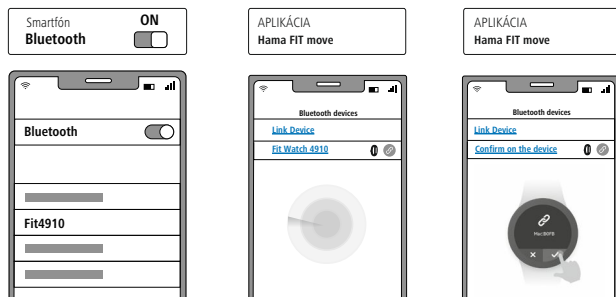 Smartfón
Bluetooth
ON
Bluetooth
Fit4910
APLIKÁCIA
Hama FIT move
Bluetooth devices
Link Device
Fit Watch 4910
APLIKÁCIA
Hama FIT move
Bluetooth devices
Link Device
Confirm on the device